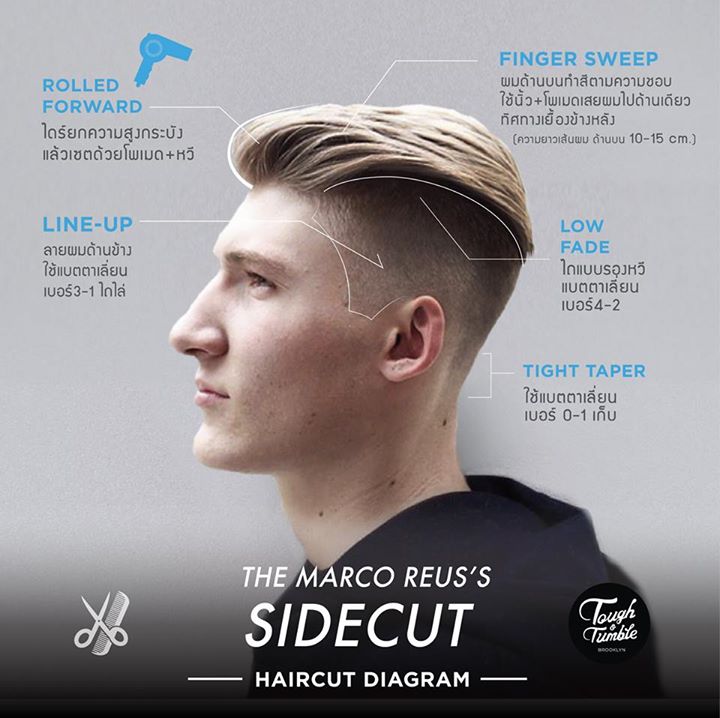 ROLLED
FORWARD
ไดร์ยกความสูงกระบัง
แล้วเซตด้วยโพเมด+หวี
FINGER SWEEP
ผมด้านบนทำสีตามความชอบ
ใช้นิ้ว+โพเมดเสยผมไปด้านเดียว
ทิศทางเยื้องข้างหลัง
(ความยาวเส้นผม ด้านบน 10-15 cm.)
LINE-UP
ลายผมด้านข้าง
ใช้แบตตาเลี่ยน
เบอร์3-1 ไถไล่
LOW
FADE
ไถแบบรองหวี
แบตตาเลี่ยน
เบอร์4-2
TIGHT TAPER
ใช้แบตตาเลี่ยน
เบอร์ 0-1 เก็บ
THE MARCO REUS'S
SIDECUT
HAIRCUT DIAGRAM
Tough
&
Tumble
BROOKLYN